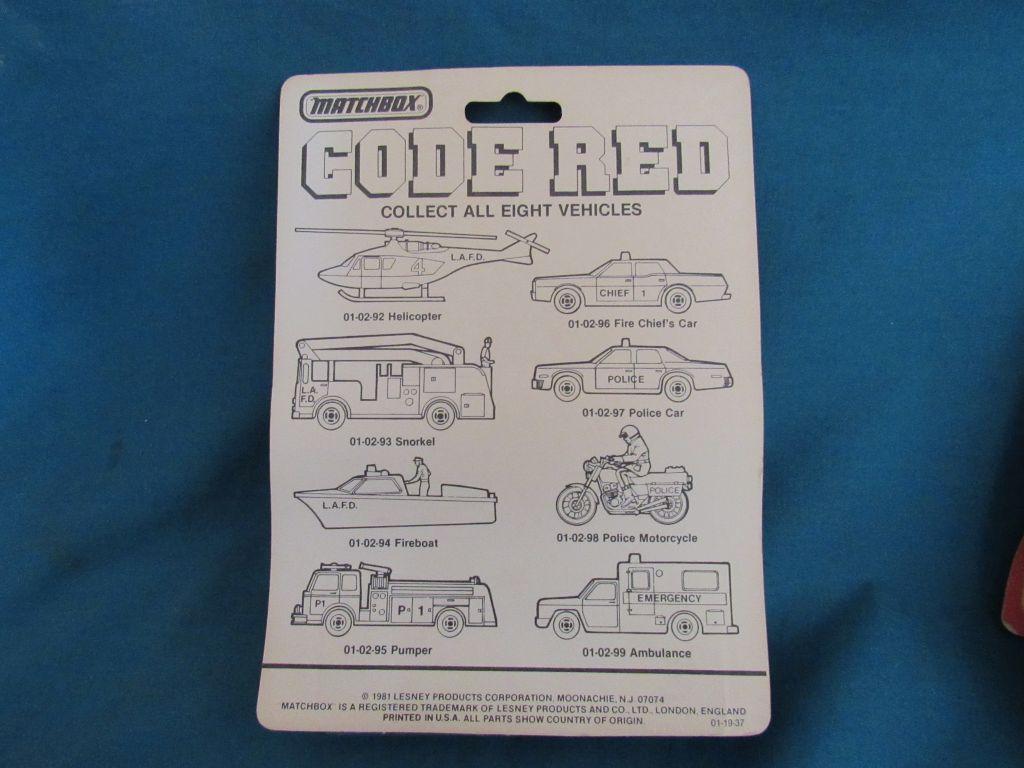 MATCHBOX®
CODE RED
COLLECT ALL EIGHT VEHICLES
L.A.F.D.
4
01-02-92 Helicopter
CHIEF 1
01-02-96 Fire Chief's Car
L.A.
F.D.
01-02-93 Snorkel
POLICE
01-02-97 Police Car
L.A.F.D.
01-02-94 Fireboat
POLICE
01-02-98 Police Motorcycle
P1
P 1
01-02-95 Pumper
EMERGENCY
01-02-99 Ambulance
© 1981 LESNEY PRODUCTS CORPORATION, MOONACHIE, N.J. 07074
MATCHBOX® IS A REGISTERED TRADEMARK OF LESNEY PRODUCTS AND CO., LTD., LONDON, ENGLAND
PRINTED IN U.S.A. ALL PARTS SHOW COUNTRY OF ORIGIN.
01-19-37